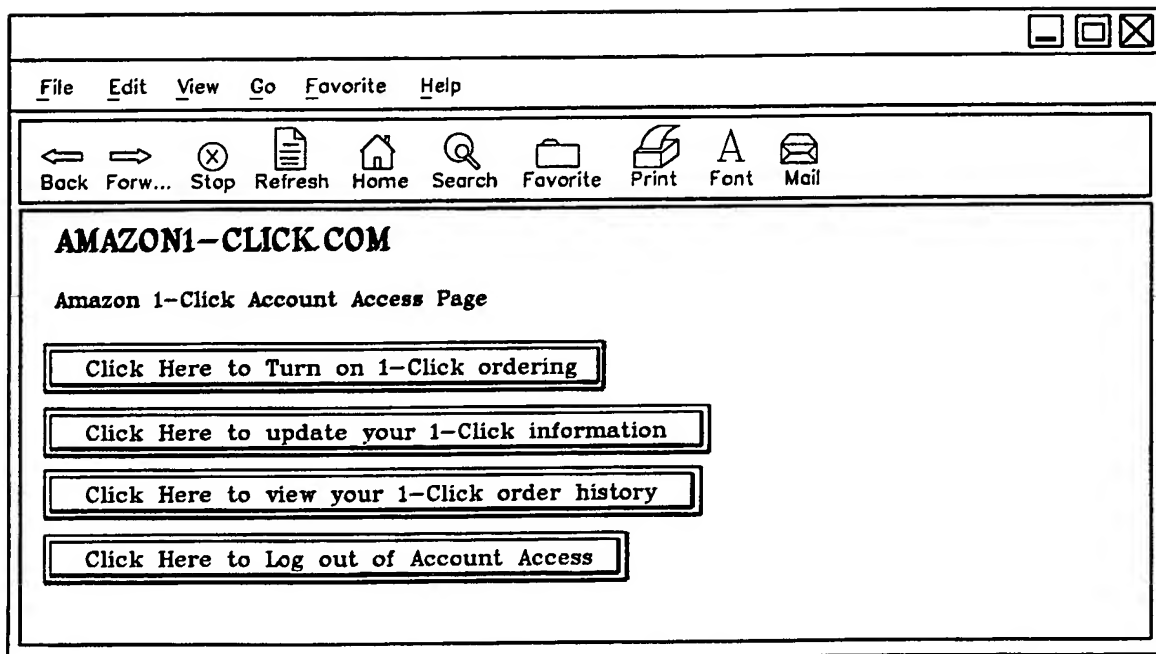 File Edit View Go Favorite Help
Back Forw... Stop Refresh Home Search Favorite Print Font Mail
AMAZON1-CLICK.COM
Amazon 1-Click Account Access Page
Click Here to Turn on 1-Click ordering
Click Here to update your 1-Click information
Click Here to view your 1-Click order history
Click Here to Log out of Account Access